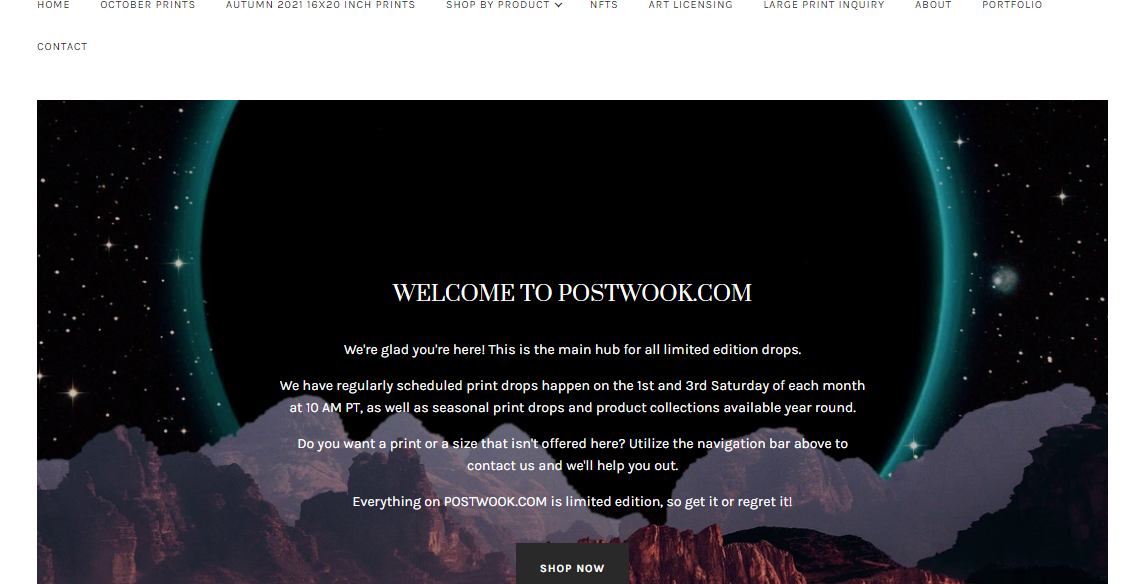 HOME OCTOBER PRINTS AUTUMN 2021 16X20 INCH PRINTS SHOP BY PRODUCT NFTS ART LICENSING LARGE PRINT INQUIRY ABOUT PORTFOLIO
CONTACT
WELCOME TO POSTWOOK.COM
We're glad you're here! This is the main hub for all limited edition drops.
We have regularly scheduled print drops happen on the 1st and 3rd Saturday of each month
at 10 AM PT, as well as seasonal print drops and product collections available year round.
Do you want a print or a size that isn't offered here? Utilize the navigation bar above to
contact us and we'll help you out.
Everything on POSTWOOK.COM is limited edition, so get it or regret it!
SHOP NOW